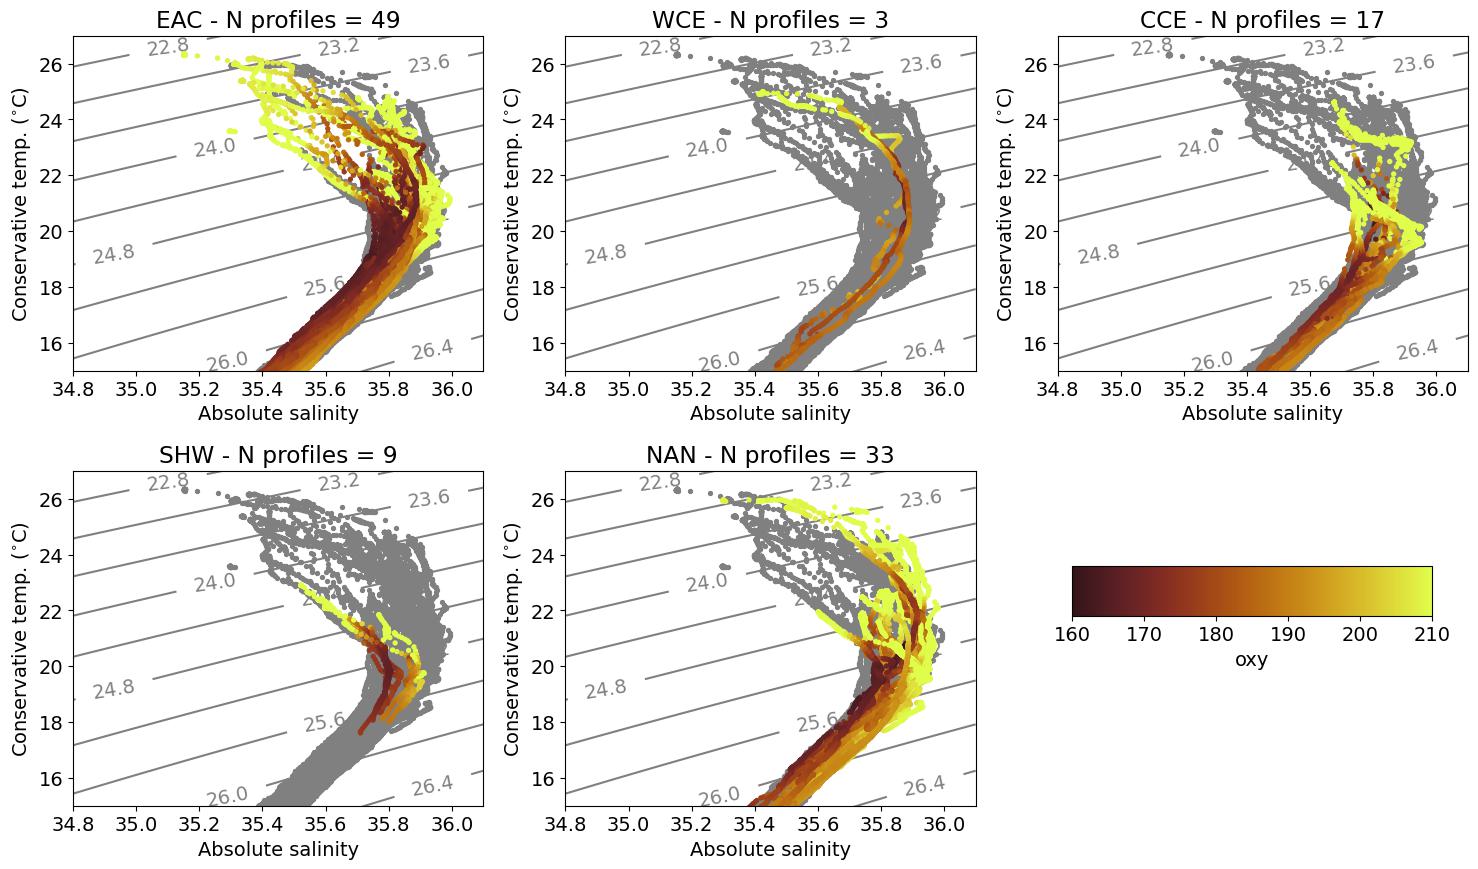 EAC - N profiles = 49
WCE - N profiles = 3
CCE - N profiles = 17
22.8 23.2 23.6 24.0 24.8 25.6 26.0 26.4
22.8 23.2 23.6 24.0 24.8 25.6 26.0 26.4
22.8 23.2 23.6 24.0 24.8 25.6 26.0 26.4
Conservative temp. (°C)
26
24
22
20
18
16
34.8 35.0 35.2 35.4 35.6 35.8 36.0
Absolute salinity
Conservative temp. (°C)
26
24
22
20
18
16
34.8 35.0 35.2 35.4 35.6 35.8 36.0
Absolute salinity
Conservative temp. (°C)
26
24
22
20
18
16
34.8 35.0 35.2 35.4 35.6 35.8 36.0
Absolute salinity
SHW - N profiles = 9
NAN - N profiles = 33
22.8 23.2 23.6 24.0 24.8 25.6 26.0 26.4
22.8 23.2 23.6 24.0 24.8 25.6 26.0 26.4
Conservative temp. (°C)
26
24
22
20
18
16
34.8 35.0 35.2 35.4 35.6 35.8 36.0
Absolute salinity
Conservative temp. (°C)
26
24
22
20
18
16
34.8 35.0 35.2 35.4 35.6 35.8 36.0
Absolute salinity
160 170 180 190 200 210
oxy